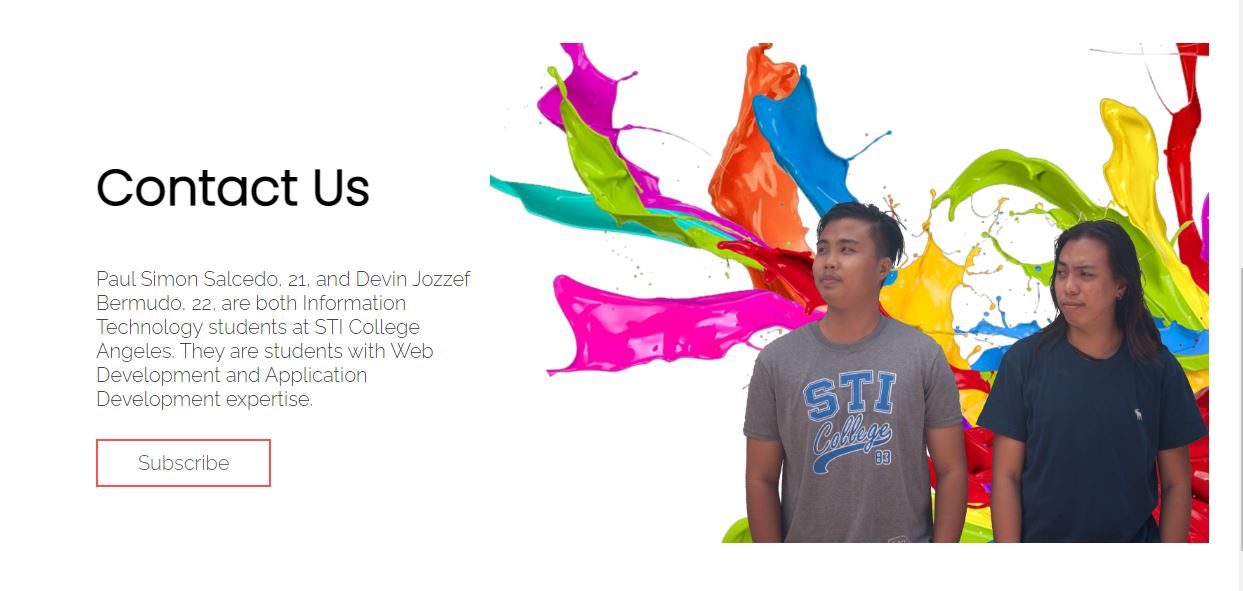 Contact Us
Paul Simon Salcedo, 21, and Devin Jozzef
Bermudo, 22, are both Information
Technology students at STI College
Angeles. They are students with Web
Development and Application
Development expertise.
Subscribe
STI
College
83